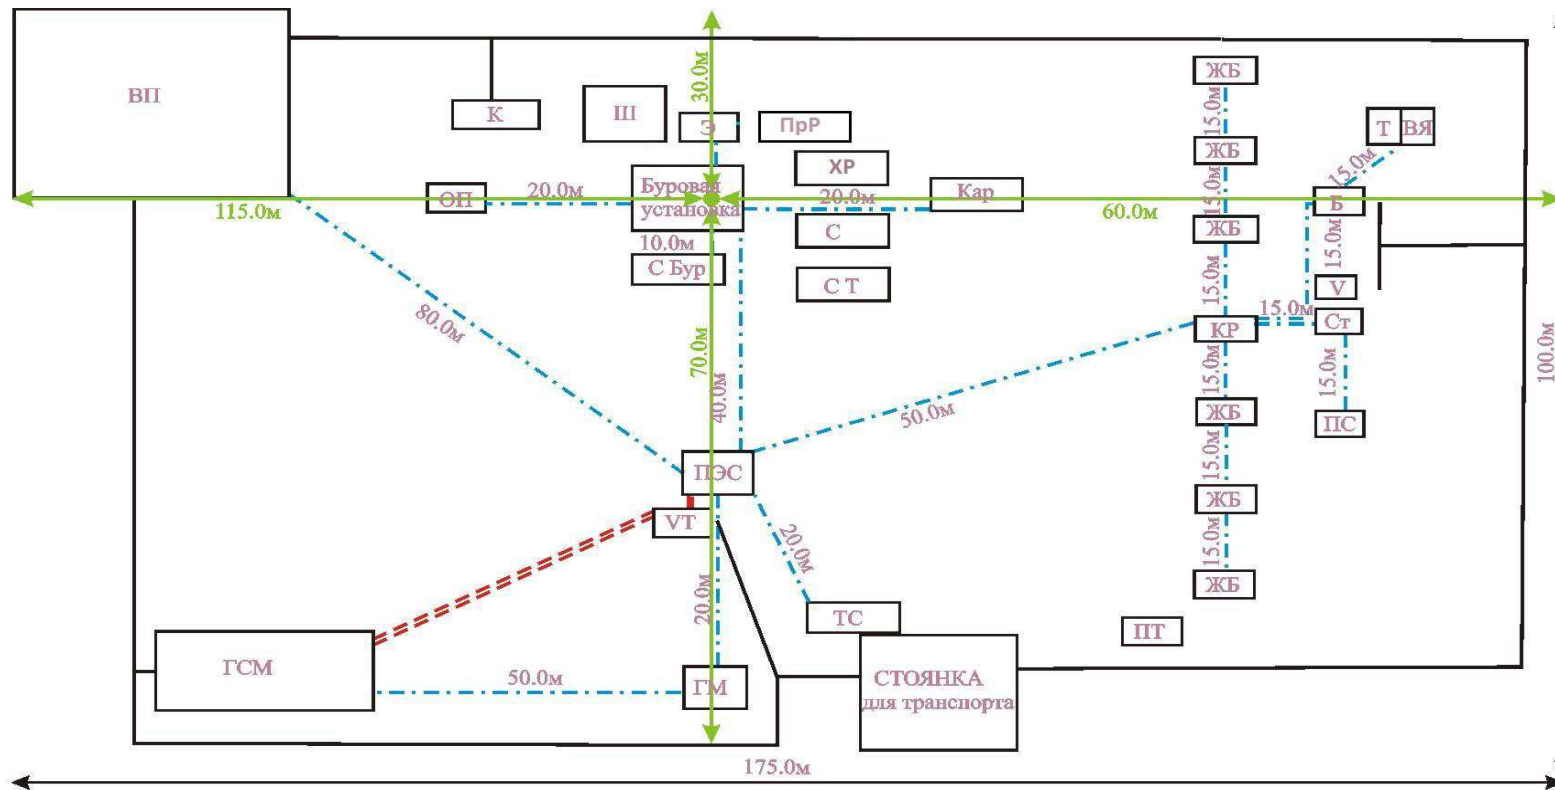 ВП
К
Ш
Э
ПрР
ХР
30.0м
ОП
20.0м
Буровая
установка
20.0м
Кар
115.0м
60.0м
С
10.0м
С Бур
С Т
ЖБ
15.0м
ЖБ
15.0м
ЖБ
15.0м
КР
15.0м
ЖБ
15.0м
ЖБ
15.0м
ЖБ
Т
ВЯ
15.0м
Б
15.0м
V
15.0м
Ст
15.0м
ПС
100.0м
80.0м
70.0м
40.0м
50.0м
ПЭС
VT
20.0м
20.0м
ТС
ПТ
ГСМ
50.0м
ГМ
СТОЯНКА
для транспорта
175.0м